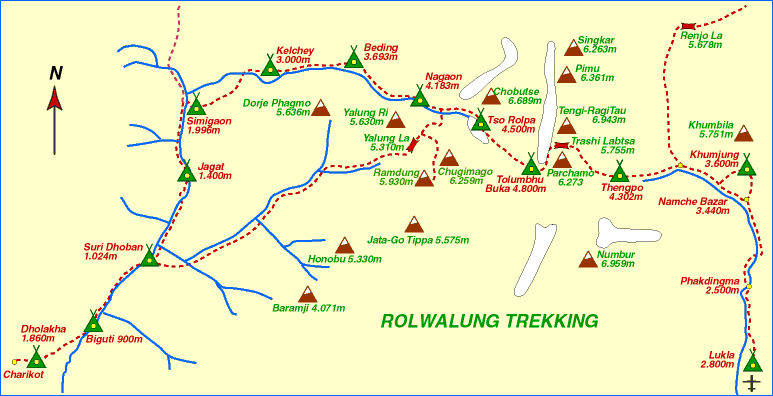 Singkar
6.263m
Renjo La
5.678m
N
Kelchey
3.000m
Beding
3.693m
Pimu
6.361m
Nagaon
4.183m
Chobutse
6.689m
Dorje Phagmo
5.636m
Simigaon
1.996m
Yalung Ri
5.630m
Tso Rolpa
4.500m
Tengi-RagiTau
6.943m
Khumbila
5.751m
Yalung La
5.310m
Trashi Labtsa
5.755m
Khumjung
3.600m
Jagat
1.400m
Ramdung
5.930m
Chugimago
6.259m
Tolumbhu
Buka 4.800m
Parchamo
6.273
Thengpo
4.302m
Namche Bazar
3.440m
Suri Dhoban
1.024m
Jata-Go Tippa 5.575m
Honobu 5.330m
Numbur
6.959m
Phakdingma
2.500m
Baramji 4.071m
ROLWALUNG TREKKING
Dholakha
1.860m
Biguti 900m
Lukla
2.800m
Charikot